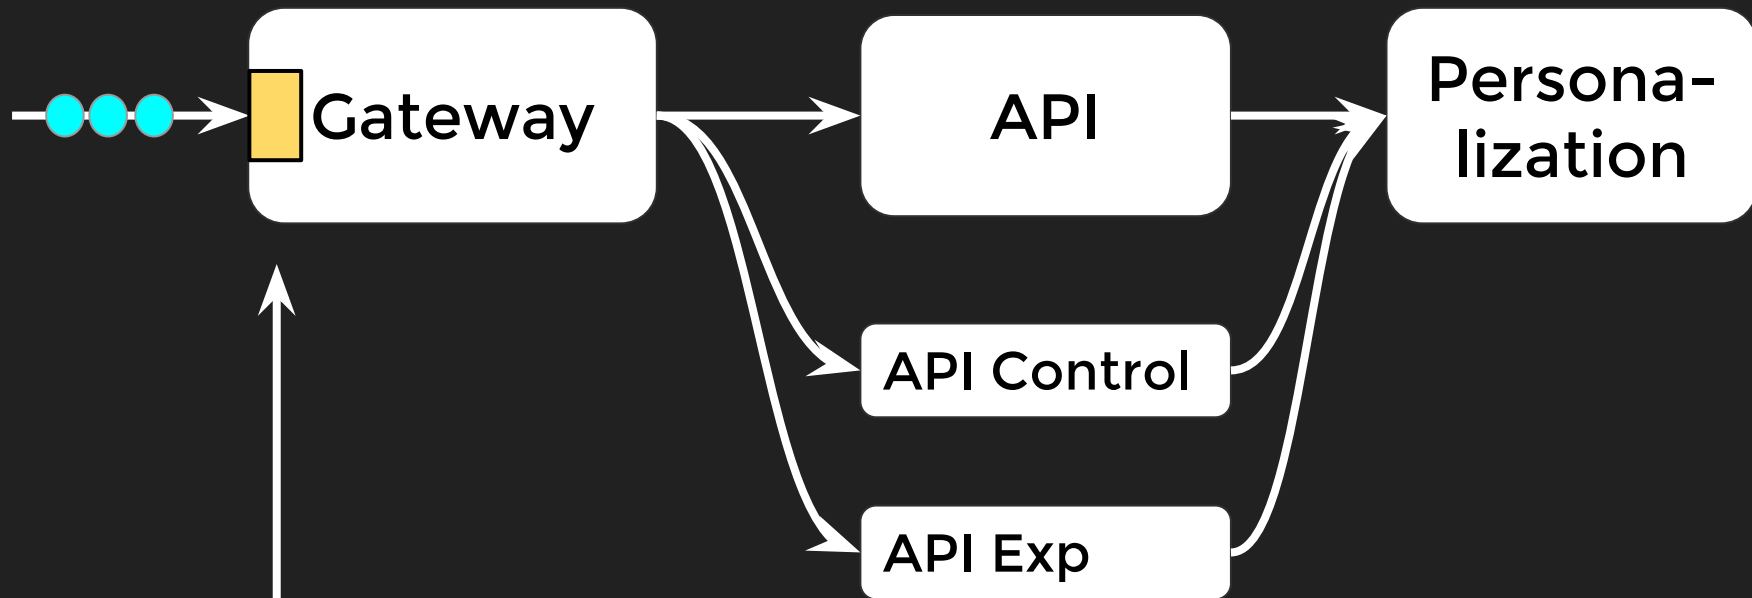 Gateway
API
Persona-
lization
API Control
API Exp